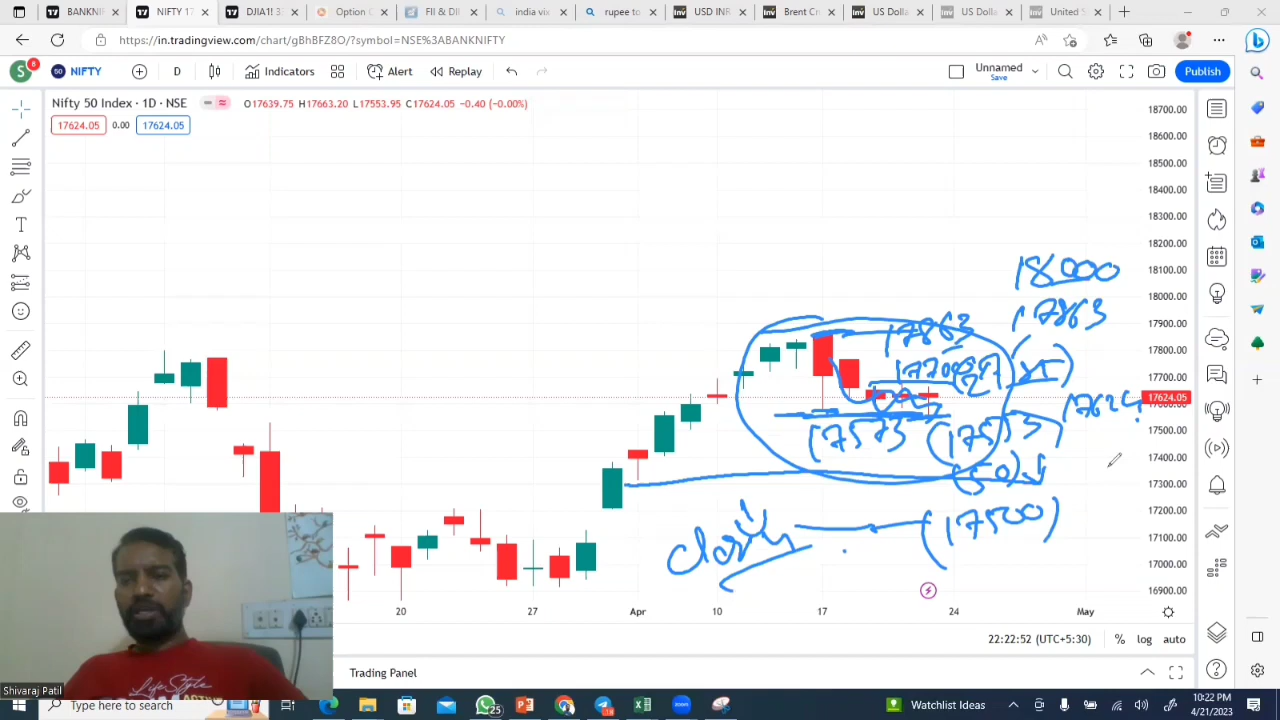 BANKNIF
NIFTY 17
DJIA1! 3
Option C
FII & DII
india vix
rupee to
USD INR
Brent Cr
US Dolla
US Dolla
United S
https://in.tradingview.com/chart/gBhBFZ8O/?symbol=NSE%3ABANKNIFTY
S 6
50 NIFTY
D
Indicators
Alert
Replay
Unnamed
Save
Publish
Nifty 50 Index · 1D · NSE
O17639.75 H17663.20 L17553.95 C17624.05 -0.40 (-0.00%)
17624.05 0.00 17624.05
18700.00
18600.00
18500.00
18400.00
18300.00
18200.00
18100.00
18000.00
17900.00
17800.00
17700.00
17624.05
17500.00
17400.00
17300.00
17200.00
17100.00
17000.00
16900.00
18000
17863
17863
17624
17573
(17553)
(17500)
20
27
Apr
10
17
24
May
22:22:52 (UTC+5:30)
% log auto
Trading Panel
Shivaraj Patil
LifeStyle
Type here to search
25
Watchlist Ideas
10:22 PM
4/21/2023